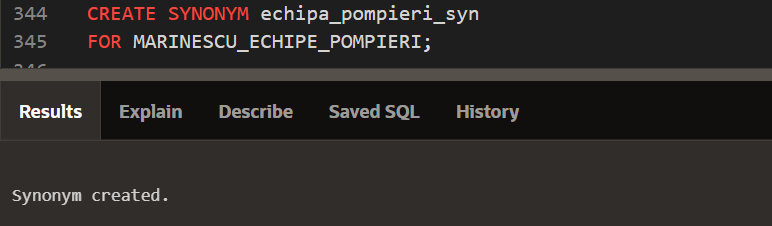 344 CREATE SYNONYM echipa_pompieri_syn
345 FOR MARINESCU_ECHIPE_POMPIERI;
Results Explain Describe Saved SQL History
Synonym created.